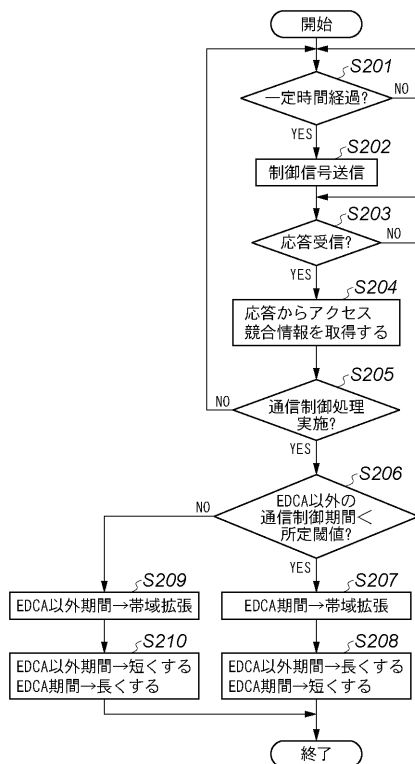 開始
S201
一定時間経過?
NO
YES
S202
制御信号送信
S203
応答受信?
NO
YES
S204
応答からアクセス
競合情報を取得する
S205
NO
通信制御処理
実施?
YES
S206
NO
EDCA以外の
通信制御期間<
所定閾値?
YES
S209
EDCA以外期間→帯域拡張
S207
EDCA期間→帯域拡張
S210
EDCA以外期間→短くする
EDCA期間→長くする
S208
EDCA以外期間→長くする
EDCA期間→短くする
終了